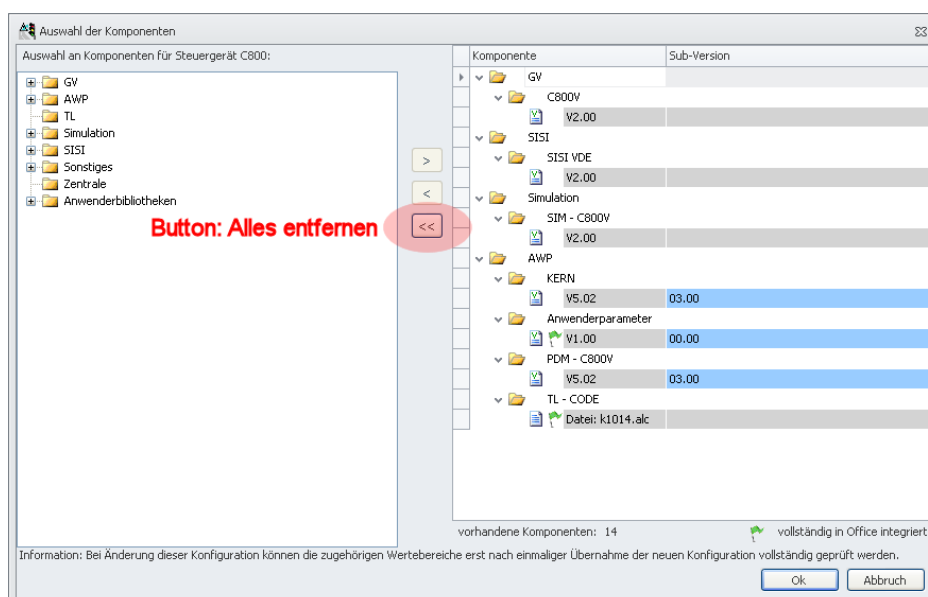 Auswahl der Komponenten
Auswahl an Komponenten für Steuergerät C800:
GV
AWP
TL
Simulation
SISI
Sonstiges
Zentrale
Anwenderbibliotheken
>
<
<<
Button: Alles entfernen
Komponente Sub-Version
GV
C800V
V2.00
SISI
SISI VDE
V2.00
Simulation
SIM - C800V
V2.00
AWP
KERN
V5.02 03.00
Anwenderparameter
V1.00 00.00
PDM - C800V
V5.02 03.00
TL - CODE
Datei: k1014.alc
vorhandene Komponenten: 14 vollständig in Office integriert
Information: Bei Änderung dieser Konfiguration können die zugehörigen Wertebereiche erst nach einmaliger Übernahme der neuen Konfiguration vollständig geprüft werden.
Ok Abbruch